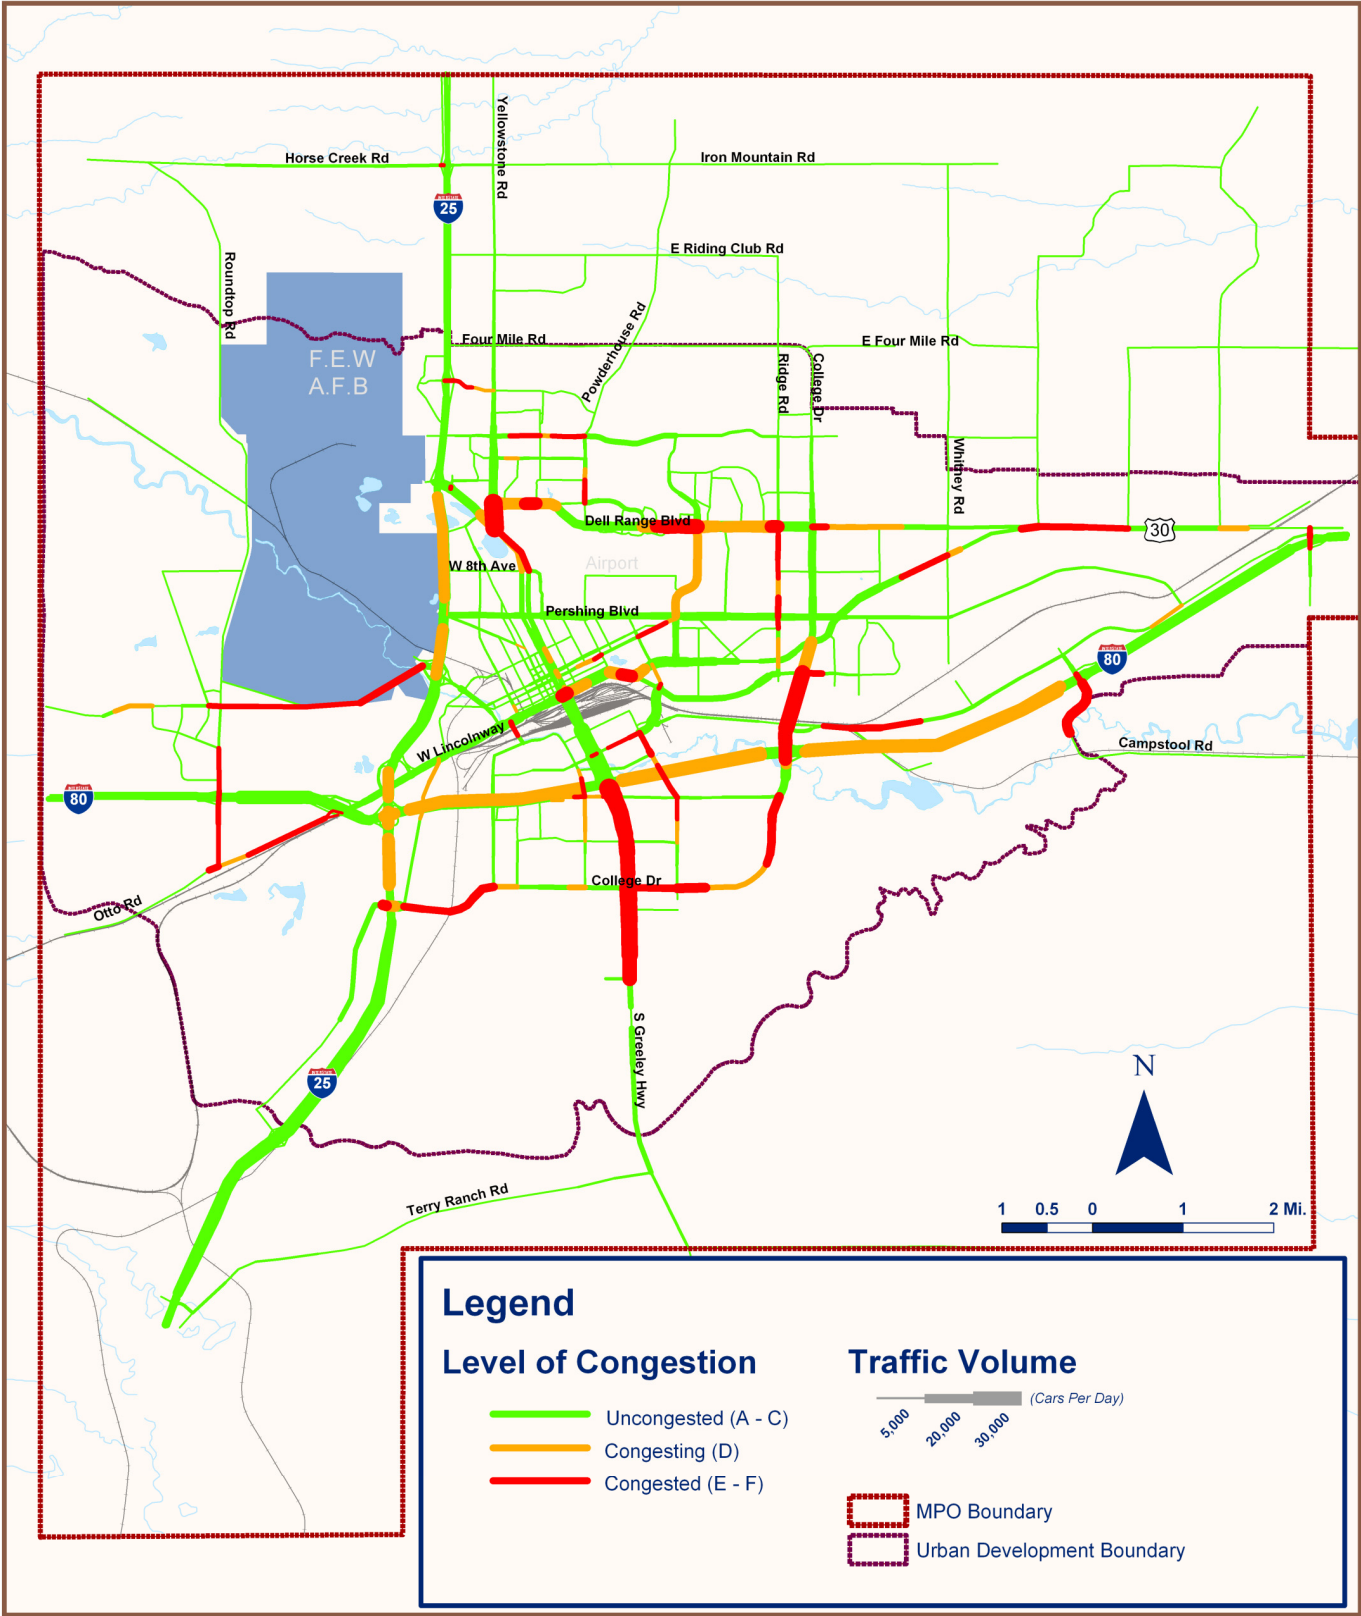 Horse Creek Rd
Iron Mountain Rd
Yellowstone Rd
25
E Riding Club Rd
Roundtop Rd
Powderhouse Rd
Four Mile Rd
E Four Mile Rd
F.E.W
A.F.B
Ridge Rd
College Dr
Whitney Rd
Dell Range Blvd
30
W 8th Ave
Airport
Pershing Blvd
80
W Lincolnway
Campstool Rd
80
College Dr
Otto Rd
S Greeley Hwy
25
N
Terry Ranch Rd
1 0.5 0 1 2 Mi.
Legend
Level of Congestion
Uncongested (A - C)
Congesting (D)
Congested (E - F)
Traffic Volume
(Cars Per Day)
5,000
20,000
30,000
MPO Boundary
Urban Development Boundary